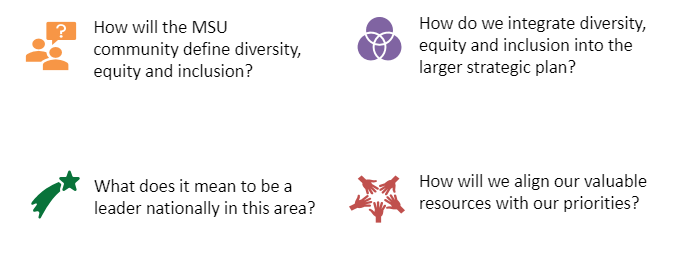 How will the MSU
community define diversity,
equity and inclusion?
How do we integrate diversity,
equity and inclusion into the
larger strategic plan?
What does it mean to be a
leader nationally in this area?
How will we align our valuable
resources with our priorities?